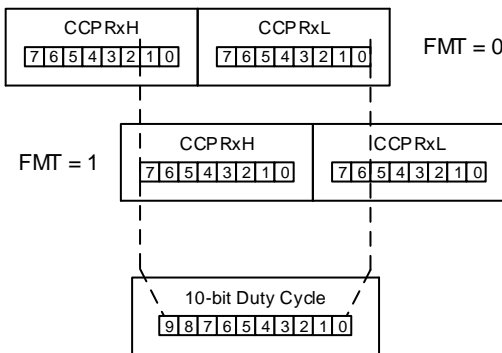 CCPRxH CCPRxL
7 6 5 4 3 2 1 0 7 6 5 4 3 2 1 0
FMT = 0
CCPRxH CCPRxL
FMT = 1
7 6 5 4 3 2 1 0 7 6 5 4 3 2 1 0
10-bit Duty Cycle
9 8 7 6 5 4 3 2 1 0